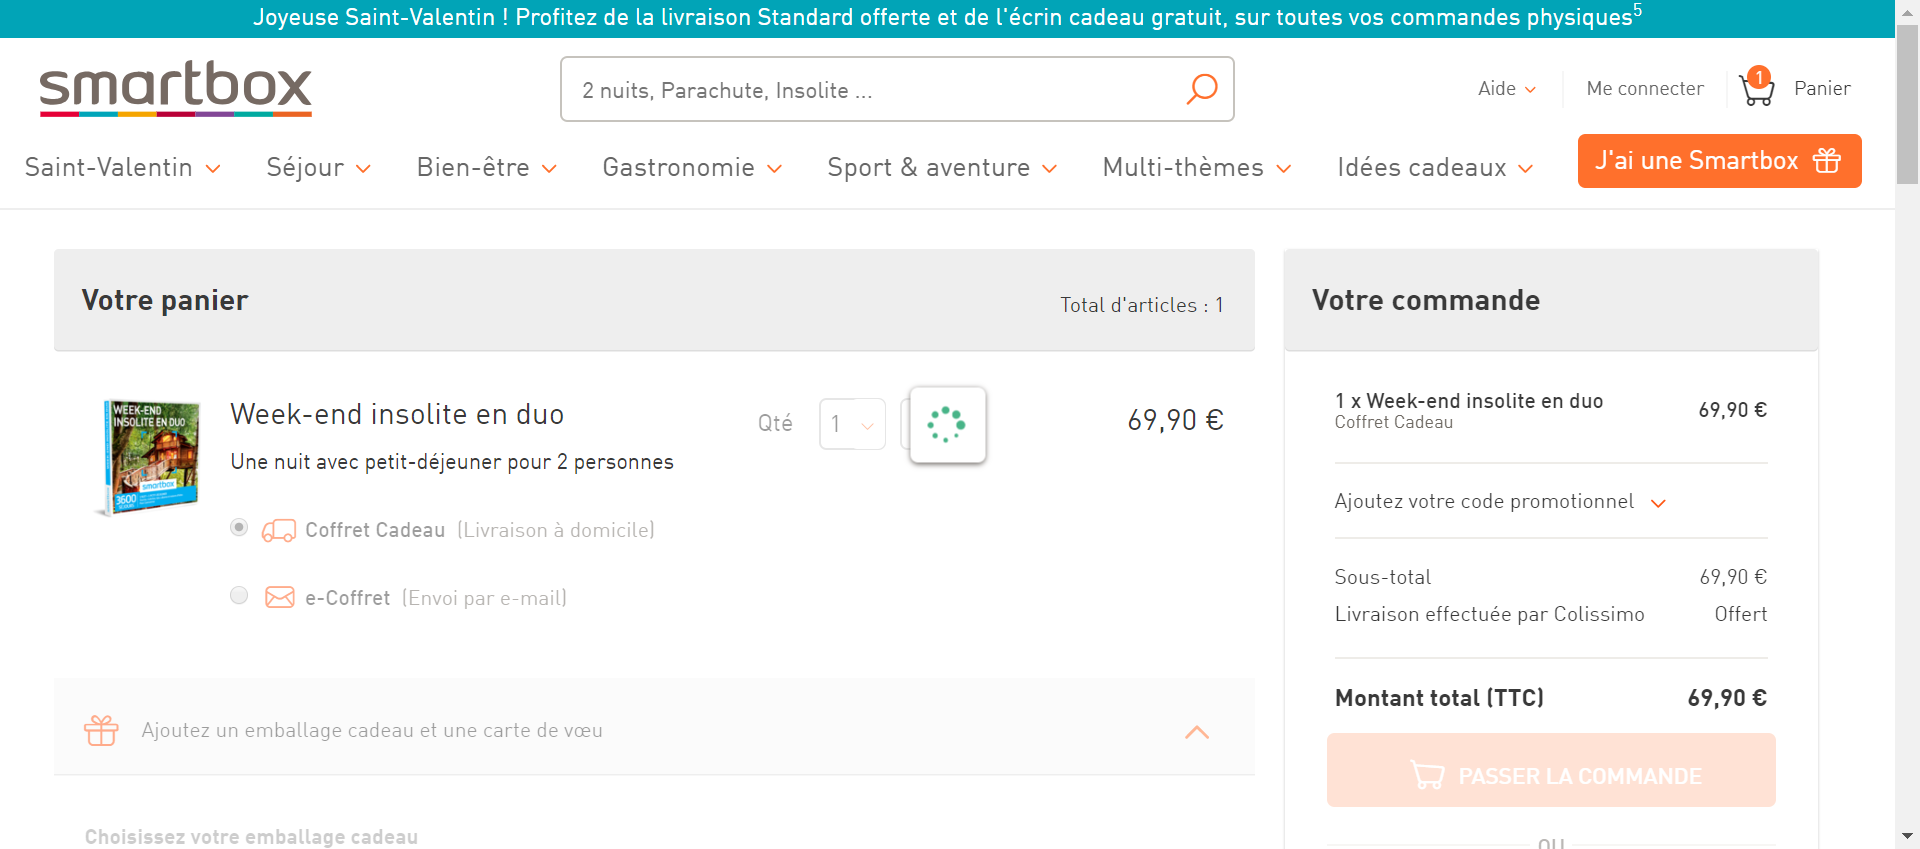 Joyeuse Saint-Valentin ! Profitez de la livraison Standard offerte et de l'écrin cadeau gratuit, sur toutes vos commandes physiques5
smartbox
2 nuits, Parachute, Insolite ...
Aide
Me connecter
1
Panier
Saint-Valentin
Séjour
Bien-être
Gastronomie
Sport & aventure
Multi-thèmes
Idées cadeaux
J'ai une Smartbox
Votre panier
Total d'articles : 1
WEEK-END
INSOLITE EN DUO
smartbox
3600
Week-end insolite en duo
Une nuit avec petit-déjeuner pour 2 personnes
Qté
1
69,90 €
Coffret Cadeau (Livraison à domicile)
e-Coffret (Envoi par e-mail)
Ajoutez un emballage cadeau et une carte de vœu
Choisissez votre emballage cadeau
Votre commande
1 x Week-end insolite en duo
Coffret Cadeau
69,90 €
Ajoutez votre code promotionnel
Sous-total 69,90 €
Livraison effectuée par Colissimo Offert
Montant total (TTC) 69,90 €
PASSER LA COMMANDE
OU